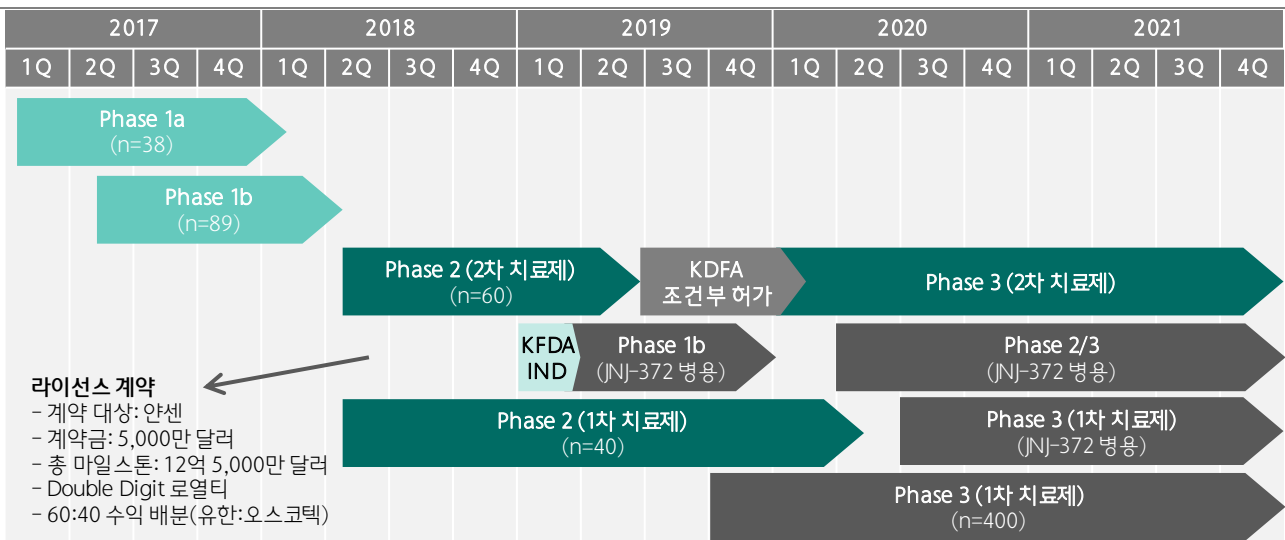 2017 2018 2019 2020 2021
1Q 2Q 3Q 4Q 1Q 2Q 3Q 4Q 1Q 2Q 3Q 4Q 1Q 2Q 3Q 4Q 1Q 2Q 3Q 4Q
Phase 1a
(n=38)
Phase 1b
(n=89)
Phase 2 (2차 치료제)
(n=60)
KDFA
조건부 허가
Phase 3 (2차 치료제)
KFDA
IND
Phase 1b
(JNJ-372 병용)
Phase 2/3
(JNJ-372 병용)
라이선스 계약
- 계약 대상: 얀센
- 계약금: 5,000만 달러
- 총 마일스톤: 12억 5,000만 달러
- Double Digit 로열티
- 60:40 수익 배분(유한:오스코텍)
Phase 2 (1차 치료제)
(n=40)
Phase 3 (1차 치료제)
(JNJ-372 병용)
Phase 3 (1차 치료제)
(n=400)